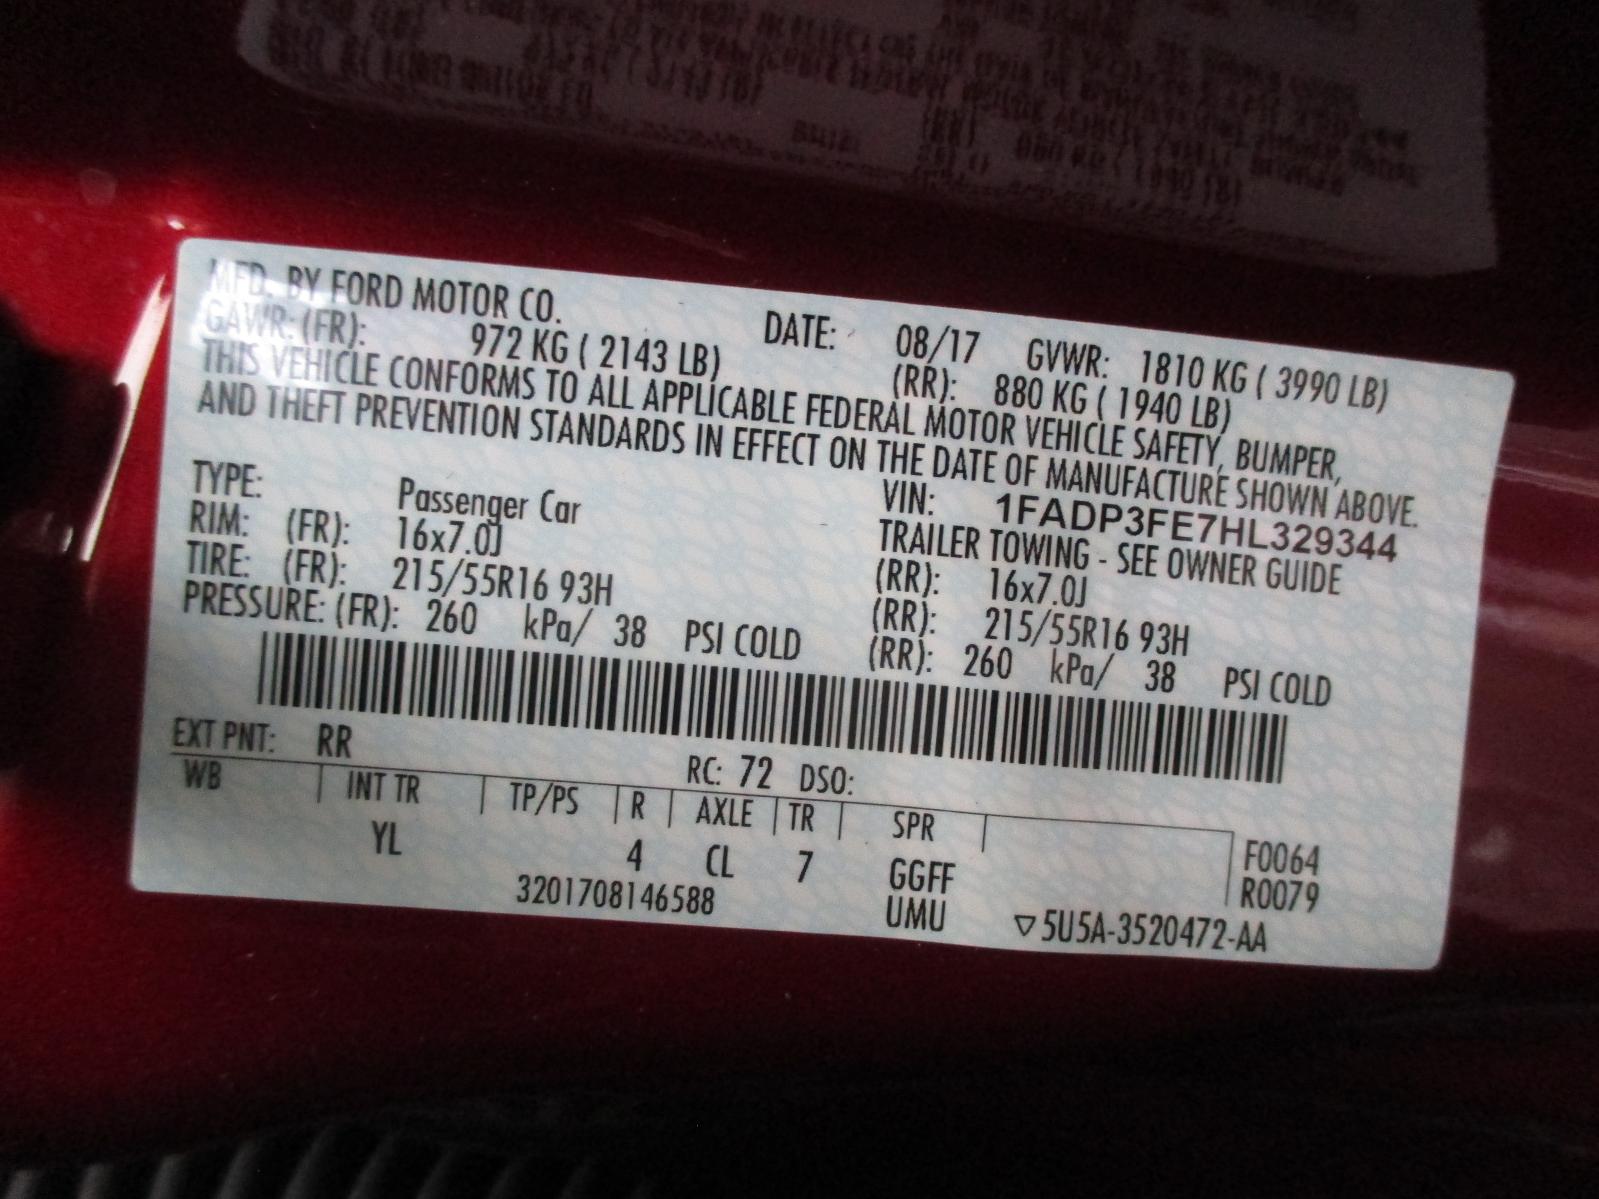 MFD. BY FORD MOTOR CO. DATE: 08/17 GVWR: 1810 KG ( 3990 LB)
GAWR: (FR): 972 KG ( 2143 LB) (RR): 880 KG ( 1940 LB)
THIS VEHICLE CONFORMS TO ALL APPLICABLE FEDERAL MOTOR VEHICLE SAFETY, BUMPER,
AND THEFT PREVENTION STANDARDS IN EFFECT ON THE DATE OF MANUFACTURE SHOWN ABOVE.
VIN: 1FADP3FE7HL329344
TYPE: Passenger Car TRAILER TOWING - SEE OWNER GUIDE
RIM: (FR): 16x7.0J (RR): 16x7.0J
TIRE: (FR): 215/55R16 93H (RR): 215/55R16 93H
PRESSURE: (FR): 260 kPa/ 38 PSI COLD (RR): 260 kPa/ 38 PSI COLD
EXT PNT: RR RC: 72 DSO:
WB INT TR TP/PS R AXLE TR SPR
YL 4 CL 7 GGFF F0064
UMU R0079
3201708146588 ▽5U5A-3520472-AA